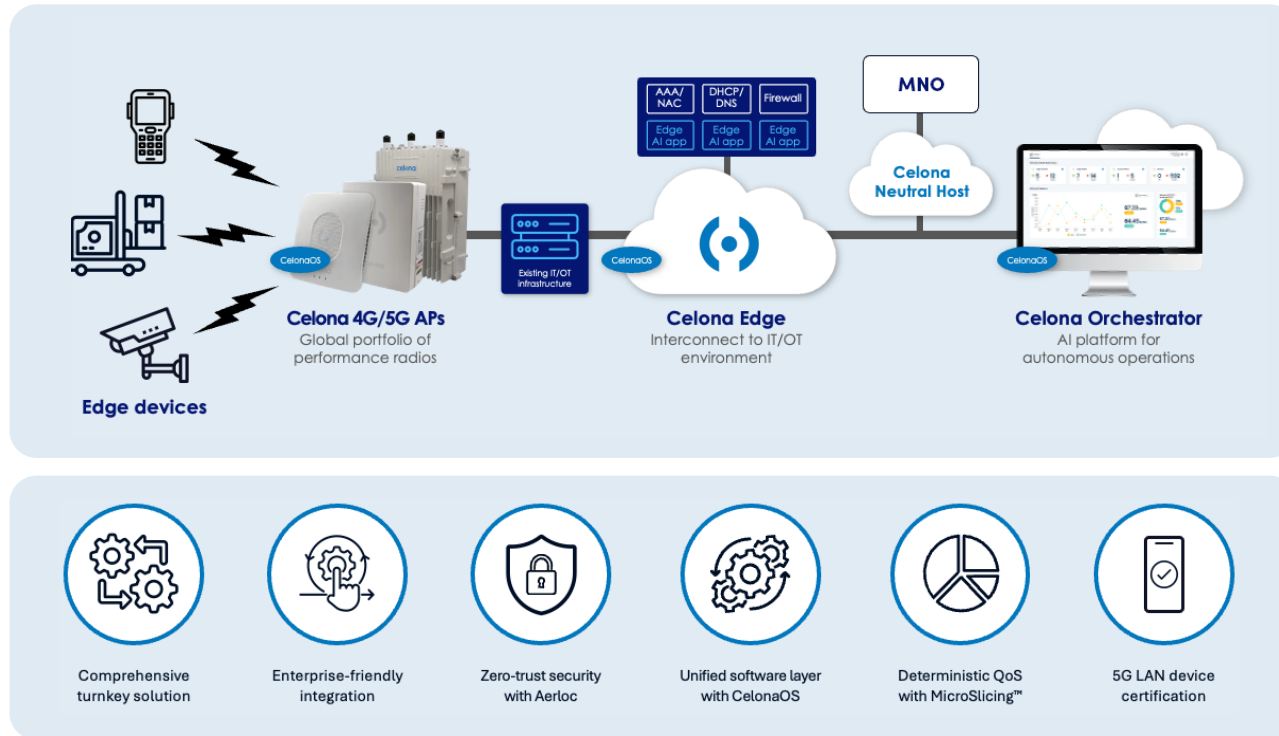 AAA/
NAC
DHCP/
DNS
Firewall
Edge
AI app
Edge
AI app
Edge
AI app
MNO
Celona
Neutral Host
celona
CelonaOS
Existing IT/OT
infrastructure
CelonaOS
CelonaOS
Celona 4G/5G APs
Global portfolio of
performance radios
Celona Edge
Interconnect to IT/OT
environment
Celona Orchestrator
AI platform for
autonomous operations
Edge devices
Comprehensive
turnkey solution
Enterprise-friendly
integration
Zero-trust security
with Aerloc
Unified software layer
with CelonaOS
Deterministic QoS
with MicroSlicing™
5G LAN device
certification